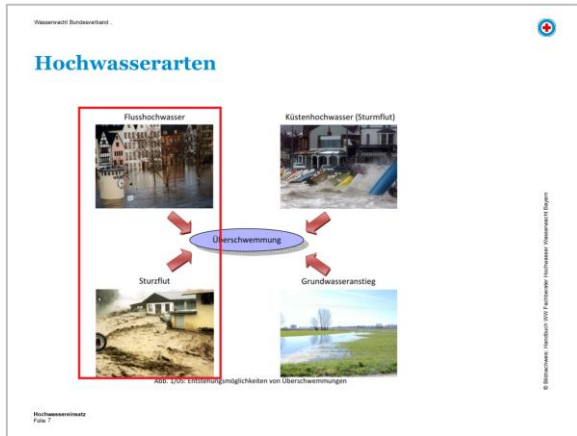 Wasserwacht Bundesverband .
Hochwasserarten
Flusshochwasser
Küstenhochwasser (Sturmflut)
Überschwemmung
Sturzflut
Grundwasseranstieg
Abb. 1/05: Entstehungsmöglichkeiten von Überschwemmungen
© Bildnachweis: Handbuch WW Fachberater Hochwasser Wasserwacht Bayern
Hochwassereinsatz
Folie 7